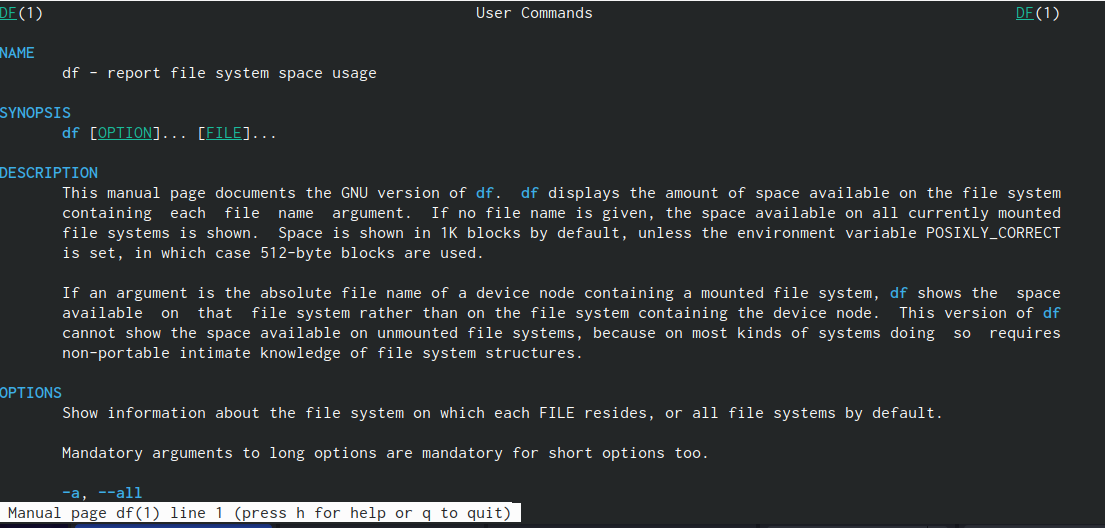 DF(1) User Commands DF(1)
NAME
df - report file system space usage
SYNOPSIS
df [OPTION]... [FILE]...
DESCRIPTION
This manual page documents the GNU version of df. df displays the amount of space available on the file system
containing each file name argument. If no file name is given, the space available on all currently mounted
file systems is shown. Space is shown in 1K blocks by default, unless the environment variable POSIXLY_CORRECT
is set, in which case 512-byte blocks are used.
If an argument is the absolute file name of a device node containing a mounted file system, df shows the space
available on that file system rather than on the file system containing the device node. This version of df
cannot show the space available on unmounted file systems, because on most kinds of systems doing so requires
non-portable intimate knowledge of file system structures.
OPTIONS
Show information about the file system on which each FILE resides, or all file systems by default.
Mandatory arguments to long options are mandatory for short options too.
-a, --all
Manual page df(1) line 1 (press h for help or q to quit)